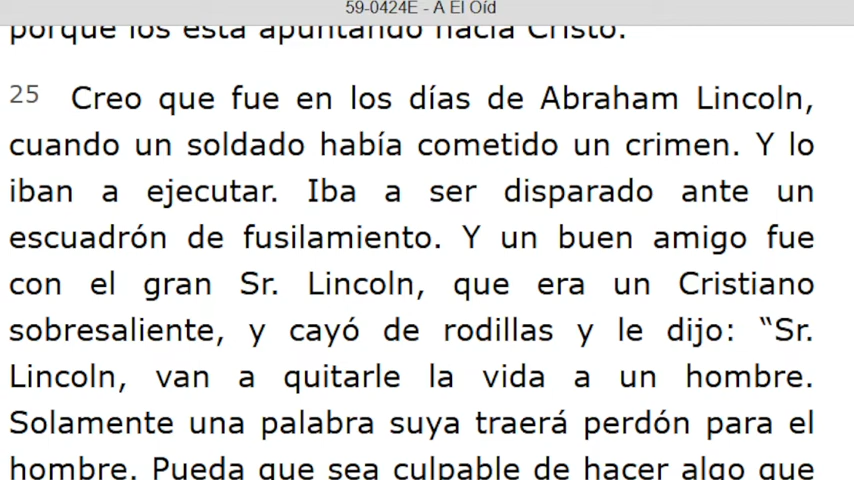 59-0424E - A El Oíd
porque los está apuntando hacia Cristo.
25 Creo que fue en los días de Abraham Lincoln,
cuando un soldado había cometido un crimen. Y lo
iban a ejecutar. Iba a ser disparado ante un
escuadrón de fusilamiento. Y un buen amigo fue
con el gran Sr. Lincoln, que era un Cristiano
sobresaliente, y cayó de rodillas y le dijo: “Sr.
Lincoln, van a quitarle la vida a un hombre.
Solamente una palabra suya traerá perdón para el
hombre. Pueda que sea culpable de hacer algo que